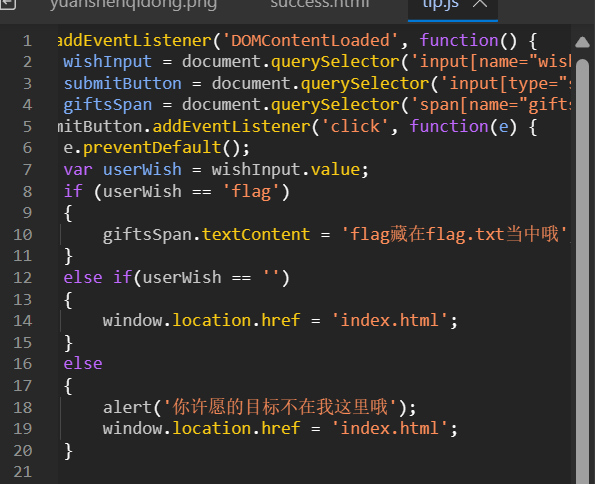 yuanshenqidong.png success.html tip.js
1 addEventListener('DOMContentLoaded', function() {
2 wishInput = document.querySelector('input[name="wish
3 submitButton = document.querySelector('input[type="s
4 giftsSpan = document.querySelector('span[name="gifts
5 mitButton.addEventListener('click', function(e) {
6 e.preventDefault();
7 var userWish = wishInput.value;
8 if (userWish == 'flag')
9 {
10 giftsSpan.textContent = 'flag藏在flag.txt当中哦';
11 }
12 else if(userWish == '')
13 {
14 window.location.href = 'index.html';
15 }
16 else
17 {
18 alert('你许愿的目标不在我这里哦');
19 window.location.href = 'index.html';
20 }
21